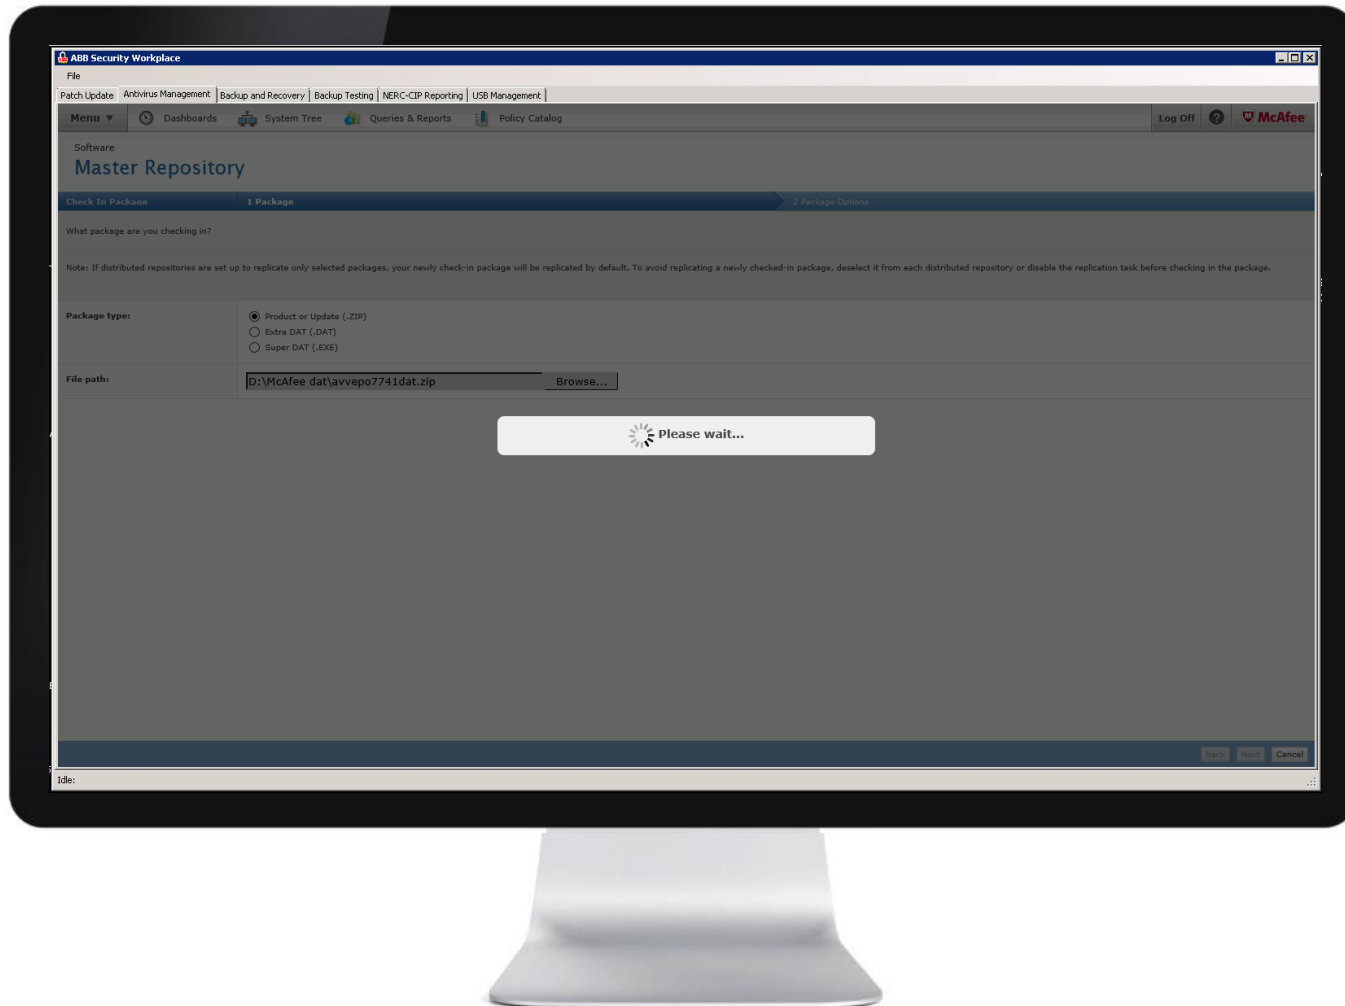 ABB Security Workplace
File
Patch Update Antivirus Management Backup and Recovery Backup Testing NERC-CIP Reporting USB Management
Menu Dashboards System Tree Queries & Reports Policy Catalog Log Off ? McAfee
Software
Master Repository
Check In Package 1 Package 2 Package Options
What package are you checking in?
Note: If distributed repositories are set up to replicate only selected packages, your newly check-in package will be replicated by default. To avoid replicating a newly checked-in package, deselect it from each distributed repository or disable the replication task before checking in the package.
Package type: Product or Update (.ZIP)
Extra DAT (.DAT)
Super DAT (.EXE)
File path: D:\McAfee dat\avvepo7741dat.zip Browse...
Please wait...
Back Next Cancel
Idle: